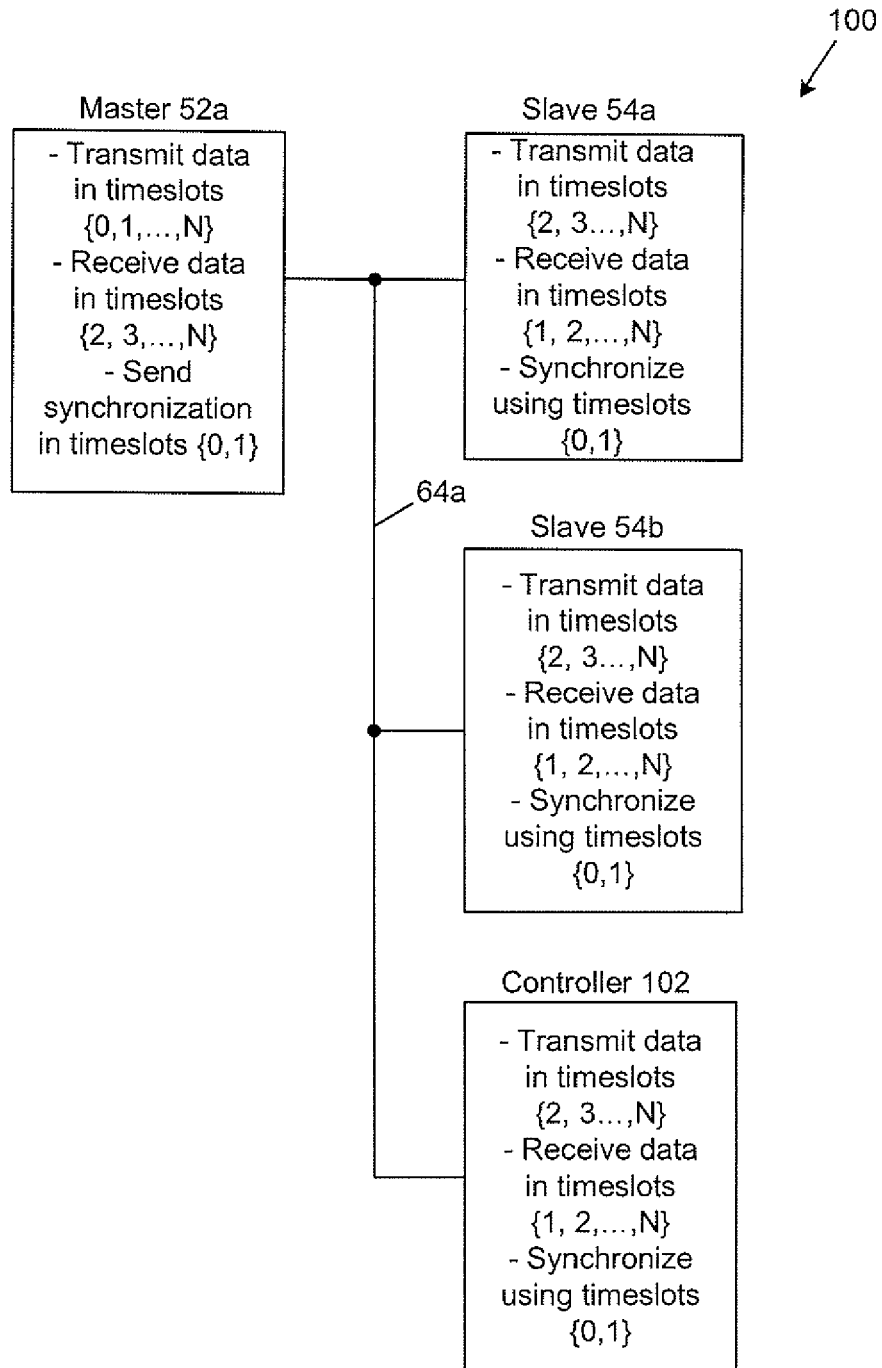 100
Master 52a
- Transmit data
in timeslots
{0,1,...,N}
- Receive data
in timeslots
{2, 3,...,N}
- Send
synchronization
in timeslots {0,1}
Slave 54a
- Transmit data
in timeslots
{2, 3...,N}
- Receive data
in timeslots
{1, 2,...,N}
- Synchronize
using timeslots
{0,1}
64a
Slave 54b
- Transmit data
in timeslots
{2, 3...,N}
- Receive data
in timeslots
{1, 2,...,N}
- Synchronize
using timeslots
{0,1}
Controller 102
- Transmit data
in timeslots
{2, 3...,N}
- Receive data
in timeslots
{1, 2,...,N}
- Synchronize
using timeslots
{0,1}